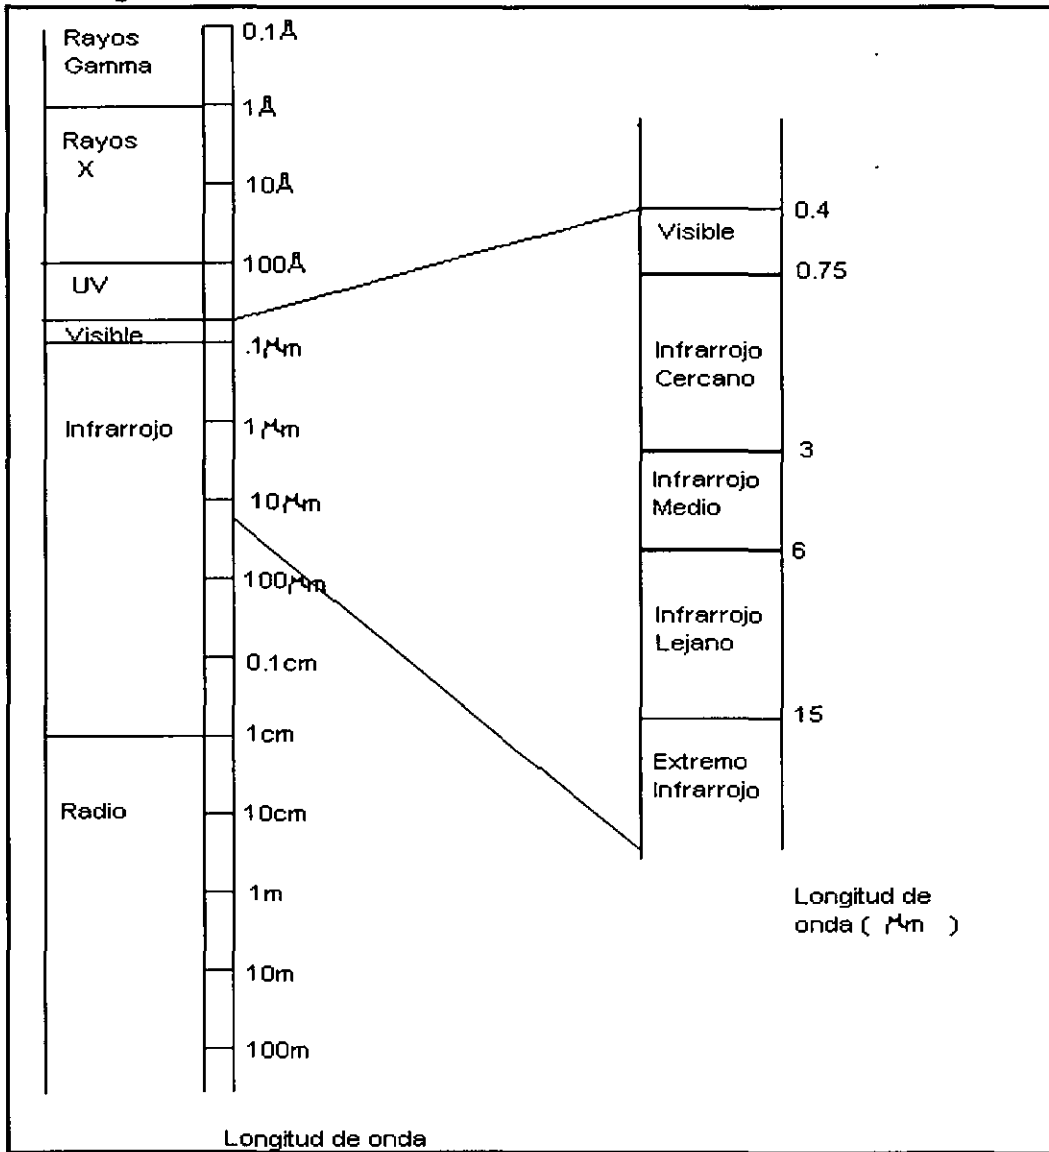 Rayos
Gamma
Rayos
X
UV
Visible
Infrarrojo
Radio
0.1Å
1Å
10Å
100Å
.1μm
1μm
10μm
100μm
0.1cm
1cm
10cm
1m
10m
100m
Longitud de onda
Visible
Infrarrojo
Cercano
Infrarrojo
Medio
Infrarrojo
Lejano
Extremo
Infrarrojo
0.4
0.75
3
6
15
Longitud de
onda ( μm )